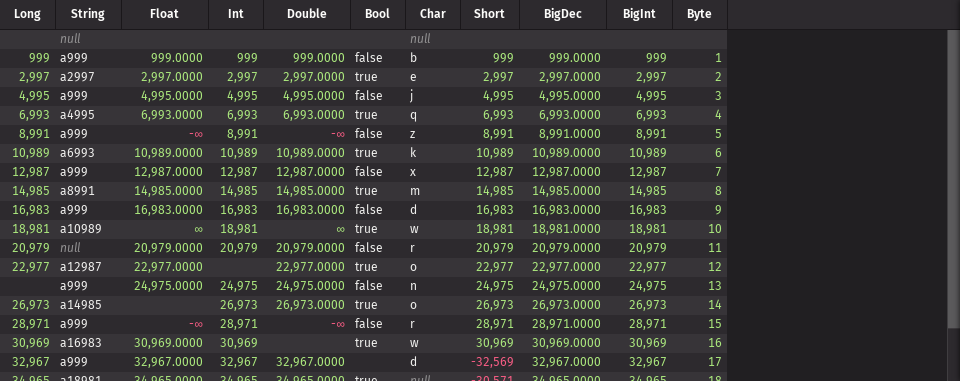 Long String Float Int Double Bool Char Short BigDec BigInt Byte
null null
999 a999 999.0000 999 999.0000 false b 999 999.0000 999 1
2,997 a2997 2,997.0000 2,997 2,997.0000 true e 2,997 2,997.0000 2,997 2
4,995 a999 4,995.0000 4,995 4,995.0000 false j 4,995 4,995.0000 4,995 3
6,993 a4995 6,993.0000 6,993 6,993.0000 true q 6,993 6,993.0000 6,993 4
8,991 a999 -∞ 8,991 -∞ false z 8,991 8,991.0000 8,991 5
10,989 a6993 10,989.0000 10,989 10,989.0000 true k 10,989 10,989.0000 10,989 6
12,987 a999 12,987.0000 12,987 12,987.0000 false x 12,987 12,987.0000 12,987 7
14,985 a8991 14,985.0000 14,985 14,985.0000 true m 14,985 14,985.0000 14,985 8
16,983 a999 16,983.0000 16,983 16,983.0000 false d 16,983 16,983.0000 16,983 9
18,981 a10989 ∞ 18,981 ∞ true w 18,981 18,981.0000 18,981 10
20,979 null 20,979.0000 20,979 20,979.0000 false r 20,979 20,979.0000 20,979 11
22,977 a12987 22,977.0000 22,977.0000 true o 22,977 22,977.0000 22,977 12
a999 24,975.0000 24,975 24,975.0000 false n 24,975 24,975.0000 24,975 13
26,973 a14985 26,973 26,973.0000 true o 26,973 26,973.0000 26,973 14
28,971 a999 -∞ 28,971 -∞ false r 28,971 28,971.0000 28,971 15
30,969 a16983 30,969.0000 30,969 true w 30,969 30,969.0000 30,969 16
32,967 a999 32,967.0000 32,967 32,967.0000 d -32,569 32,967.0000 32,967 17
34,965 a18981 34,965.0000 34,965 34,965.0000 true null -30,571 34,965.0000 34,965 18